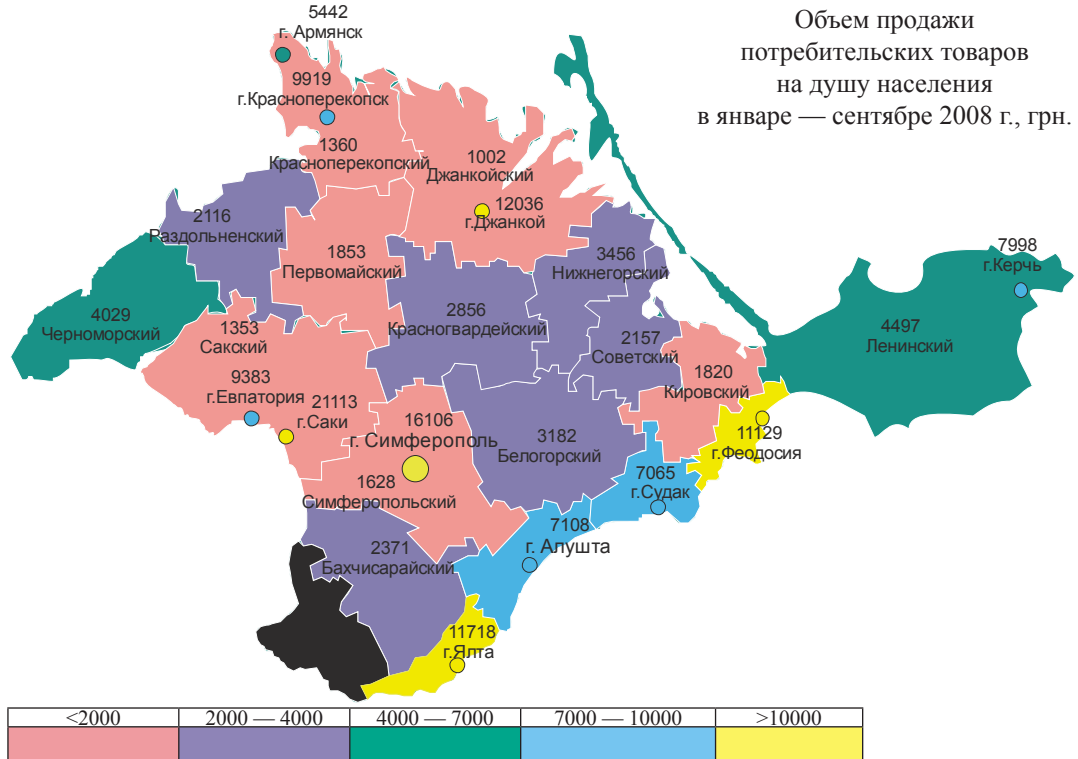 Объем продажи
потребительских товаров
на душу населения
в январе — сентябре 2008 г., грн.
5442
г. Армянск
9919
г.Красноперекопск
1360
Красноперекопский
1002
Джанкойский
12036
г.Джанкой
2116
Раздольненский
1853
Первомайский
3456
Нижнегорский
7998
г.Керчь
4029
Черноморский
1353
Сакский
2856
Красногвардейский
2157
Советский
4497
Ленинский
1820
Кировский
9383
г.Евпатория
21113
г.Саки
16106
г. Симферополь
3182
Белогорский
11129
г.Феодосия
1628
Симферопольский
7065
г.Судак
7108
г. Алушта
2371
Бахчисарайский
11718
г.Ялта
<2000 2000 — 4000 4000 — 7000 7000 — 10000 >10000